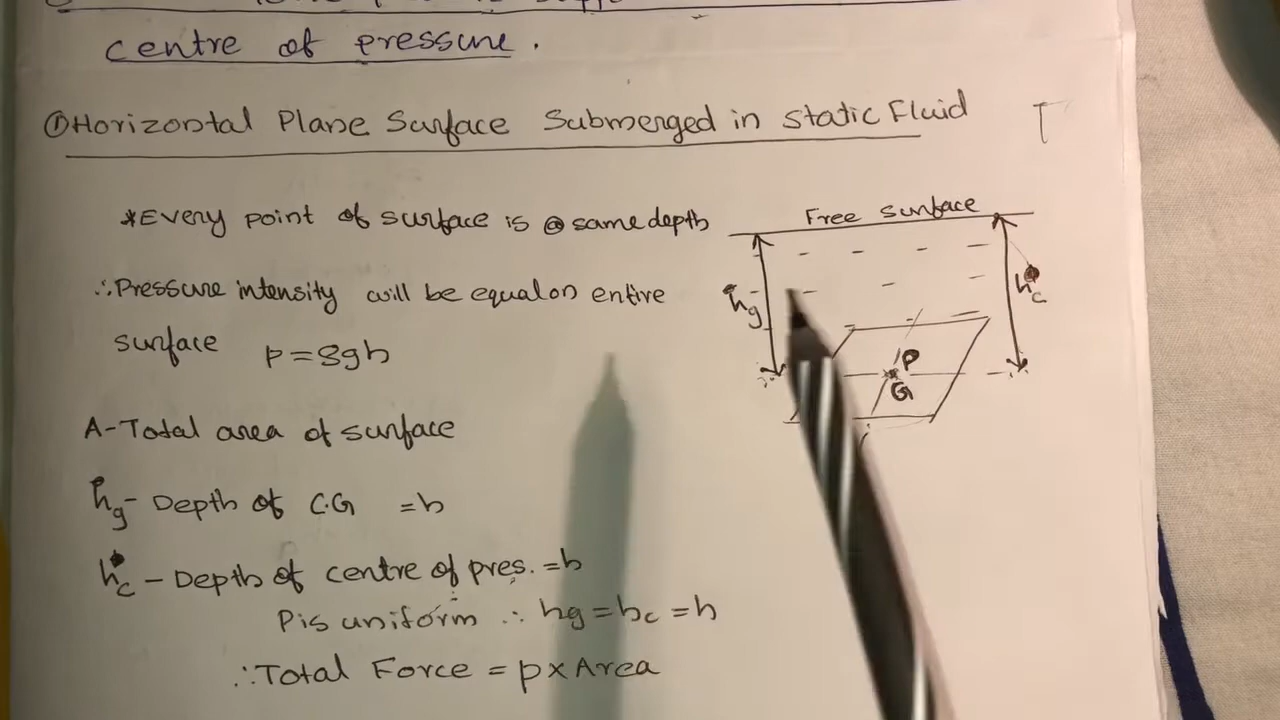 centre of pressure.
①Horizontal Plane Surface Submerged in static Fluid
*Every point of surface is @ same depth
∴Pressure intensity will be equal on entire
surface p=ρgh
A-Total area of surface
hg- Depth of C.G =h
hc - Depth of centre of pres. =h
P is uniform ∴ hg=hc=h
∴Total Force = p×Area
Free surface
hg
hc
P
G